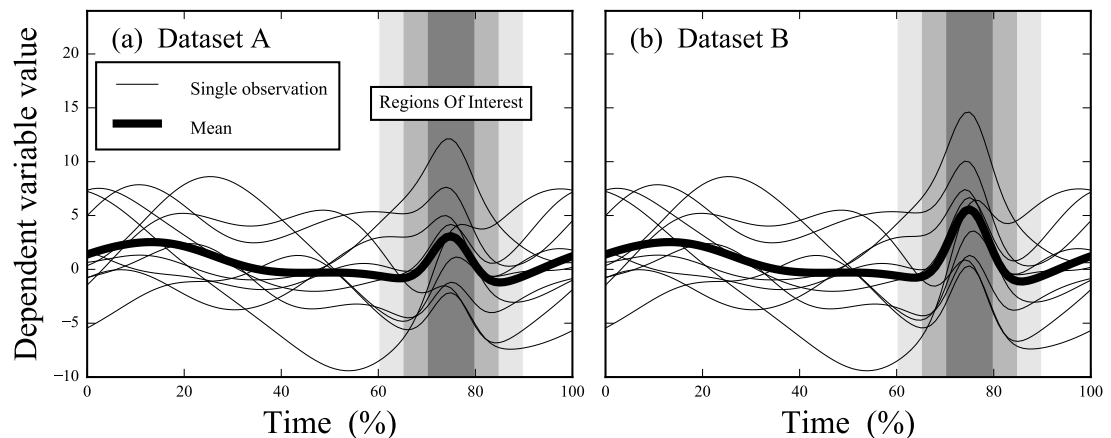 (a) Dataset A
Single observation
Mean
Regions Of Interest
Dependent variable value
20
15
10
5
0
−5
−10
0 20 40 60 80 100
Time (%)
(b) Dataset B
0 20 40 60 80 100
Time (%)